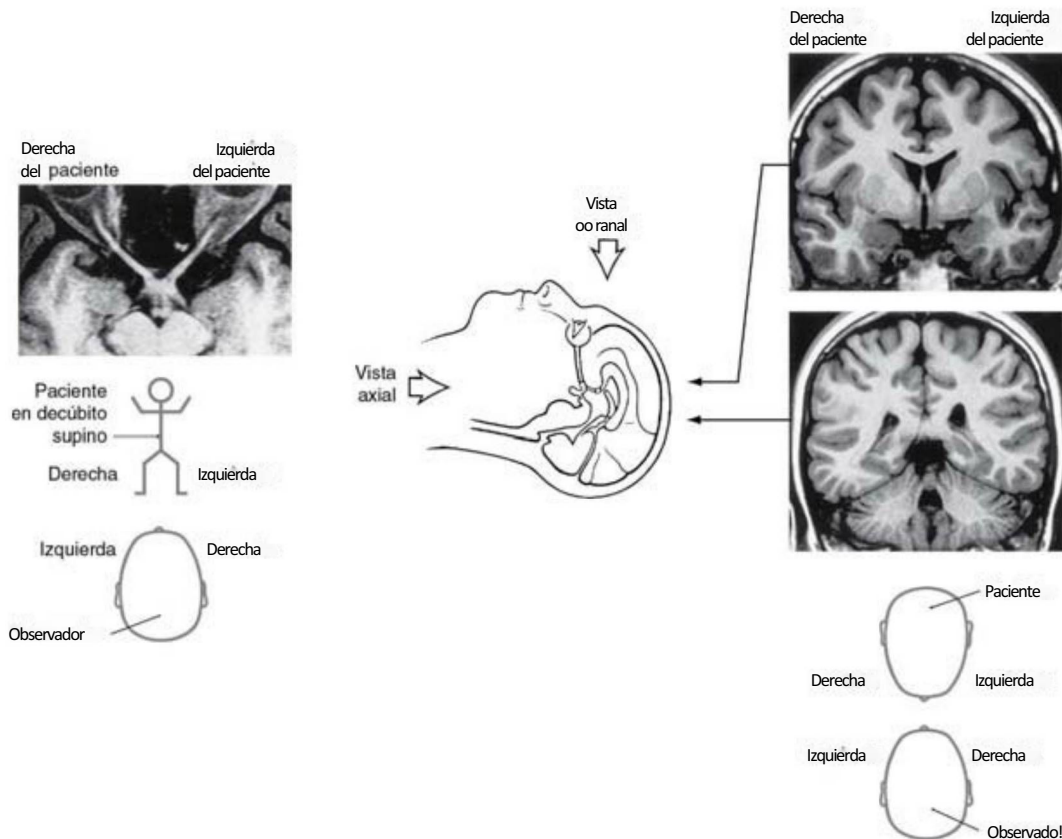 Derecha
del paciente
Izquierda
del paciente
Derecha
del paciente
Izquierda
del paciente
Vista
oo ranal
Vista
axial
Paciente
en decúbito
supino
Derecha
Izquierda
Izquierda
Derecha
Observador
Paciente
Derecha
Izquierda
Izquierda
Derecha
Observado!